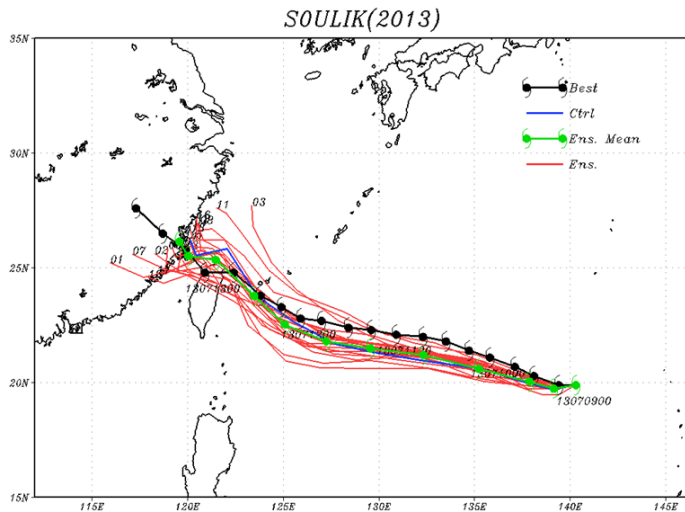 SOULIK(2013)
35N
30N
25N
20N
15N
115E
120E
125E
130E
135E
140E
145E
Best
Ctrl
Ens. Mean
Ens.
03
11
01
07
02
13071300
13070900